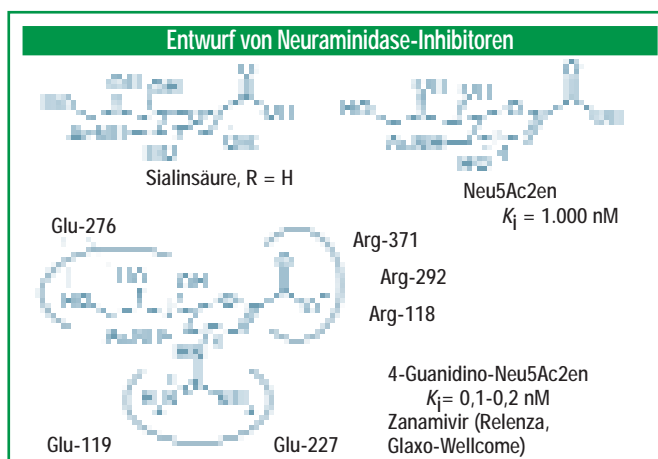 Entwurf von Neuraminidase-Inhibitoren
Sialinsäure, R = H
Neu5Ac2en
Ki = 1.000 nM
Glu-276
Arg-371
Arg-292
Arg-118
HO
4-Guanidino-Neu5Ac2en
Ki= 0,1-0,2 nM
Zanamivir (Relenza,
Glaxo-Wellcome)
Glu-119
Glu-227